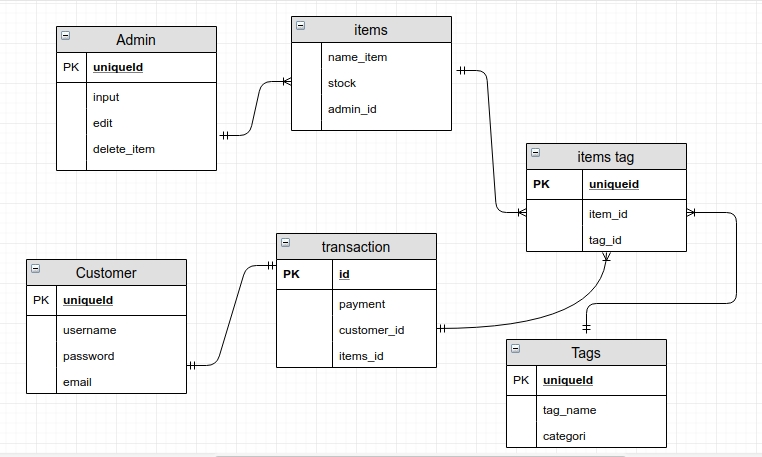 Admin
PK uniqueId
input
edit
delete_item
items
name_item
stock
admin_id
items tag
PK uniqueid
item_id
tag_id
Customer
PK uniqueId
username
password
email
transaction
PK id
payment
customer_id
items_id
Tags
PK uniqueId
tag_name
categori